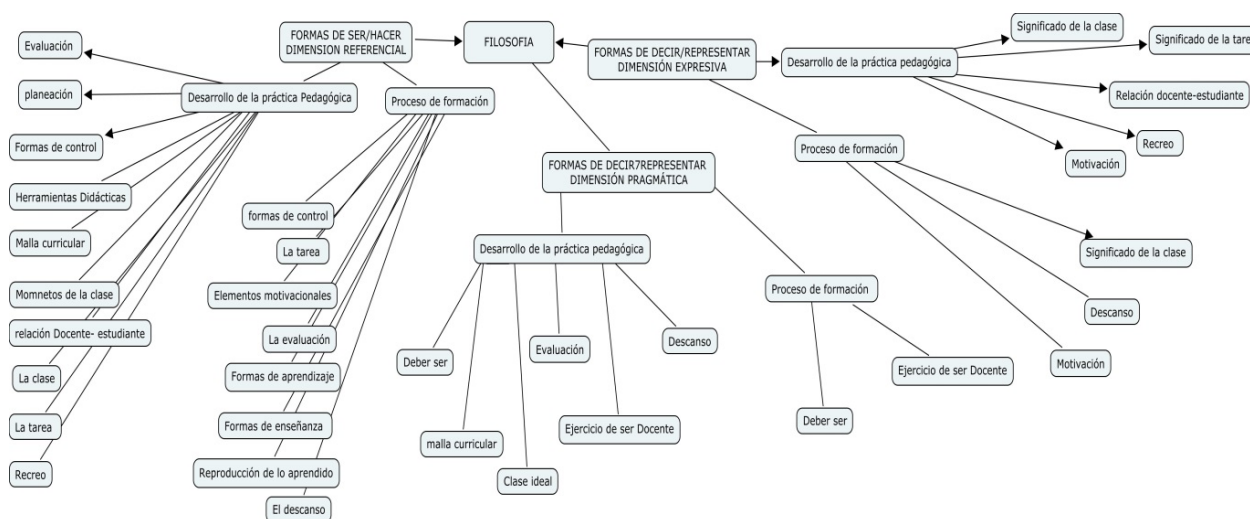 FORMAS DE SER/HACER
DIMENSION REFERENCIAL
FILOSOFIA
FORMAS DE DECIR/REPRESENTAR
DIMENSIÓN EXPRESIVA
Desarrollo de la práctica pedagógica
Significado de la clase
Significado de la tare
Relación docente-estudiante
Recreo
Motivación
Proceso de formación
Significado de la clase
Descanso
Motivación
Evaluación
planeación
Desarrollo de la práctica Pedagógica
Formas de control
Herramientas Didácticas
Malla curricular
Momnetos de la clase
relación Docente- estudiante
La clase
La tarea
Recreo
Proceso de formación
formas de control
La tarea
Elementos motivacionales
La evaluación
Formas de aprendizaje
Formas de enseñanza
Reproducción de lo aprendido
El descanso
FORMAS DE DECIR7REPRESENTAR
DIMENSIÓN PRAGMÁTICA
Desarrollo de la práctica pedagógica
Deber ser
malla curricular
Clase ideal
Evaluación
Ejercicio de ser Docente
Descanso
Proceso de formación
Ejercicio de ser Docente
Deber ser